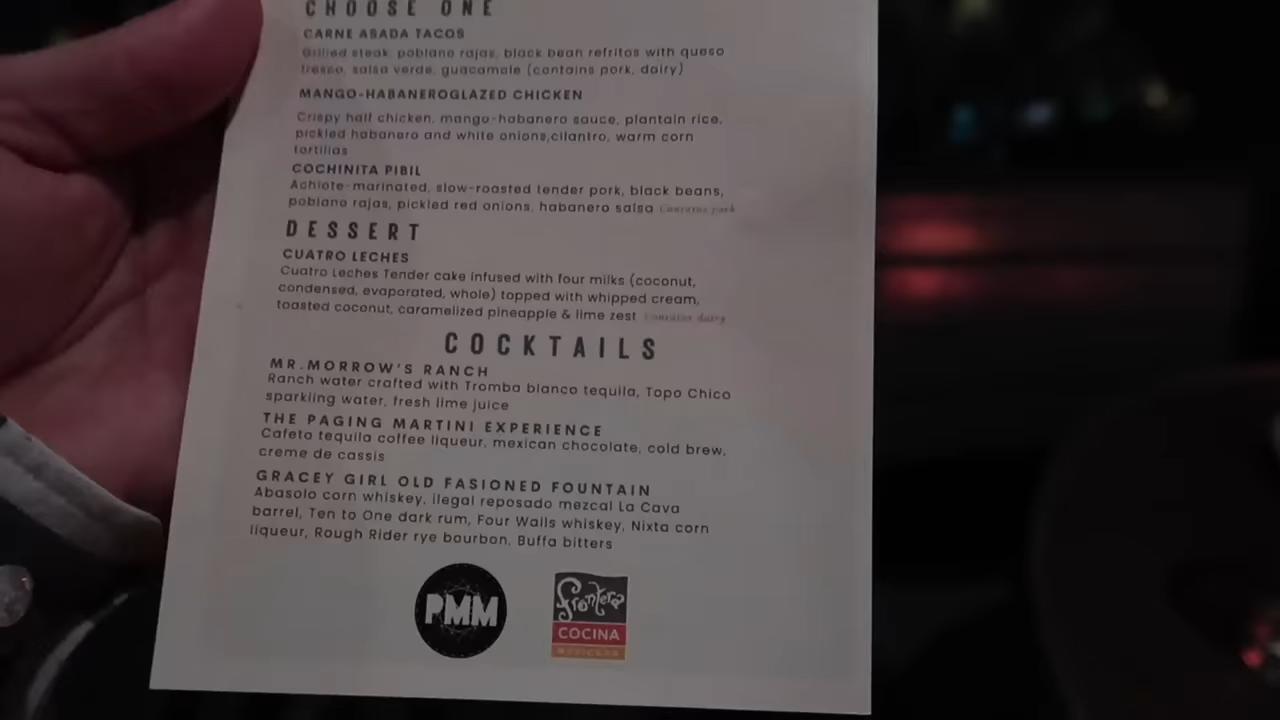 CHOOSE ONE
CARNE ASADA TACOS
Grilled steak, poblano rajas, black bean refritos with queso
fresco, salsa verde, guacamole (contains pork, dairy)
MANGO-HABANEROGLAZED CHICKEN
Crispy half chicken, mango-habanero sauce, plantain rice,
pickled habanero and white onions,cilantro, warm corn
tortillas
COCHINITA PIBIL
Achiote-marinated, slow-roasted tender pork, black beans,
poblano rajas, pickled red onions, habanero salsa Contains pork
DESSERT
CUATRO LECHES
Cuatro Leches Tender cake infused with four milks (coconut,
condensed, evaporated, whole) topped with whipped cream,
toasted coconut, caramelized pineapple & lime zest Contains dairy
COCKTAILS
MR.MORROW'S RANCH
Ranch water crafted with Tromba blanco tequila, Topo Chico
sparkling water, fresh lime juice
THE PAGING MARTINI EXPERIENCE
Cafeto tequila coffee liqueur, mexican chocolate, cold brew,
creme de cassis
GRACEY GIRL OLD FASIONED FOUNTAIN
Abasolo corn whiskey, ilegal reposado mezcal La Cava
barrel, Ten to One dark rum, Four Walls whiskey, Nixta corn
liqueur, Rough Rider rye bourbon, Buffa bitters
PMM
Frontera
COCINA
MEXICANA